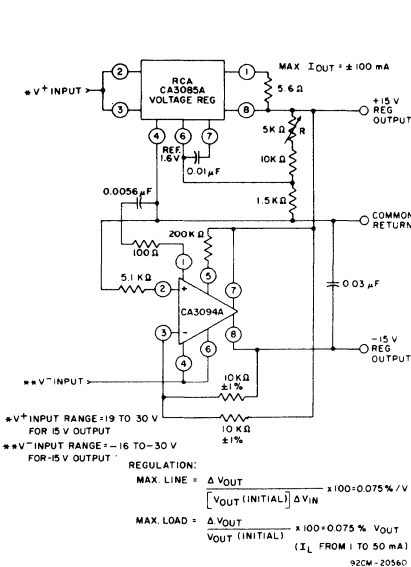 RCA
CA3085A
VOLTAGE REG
MAX. IOUT = ± 100 mA
*V+ INPUT
2
3
1
8
4
6
7
5.6 Ω
+15 V
REG
OUTPUT
5K Ω
R
REF.
1.6V
0.01 µF
10K Ω
1.5K Ω
0.0056 µF
COMMON
RETURN
200 K Ω
100 Ω
1
5
7
5.1 K Ω
2
+
CA3094A
0.03 µF
3
-
8
4
6
-15 V
REG
OUTPUT
**V- INPUT
10K Ω
±1%
10 K Ω
±1%
*V+ INPUT RANGE=19 TO 30 V
FOR 15 V OUTPUT
**V- INPUT RANGE=-16 TO-30 V
FOR-15 V OUTPUT
REGULATION:
MAX. LINE = Δ VOUT / [VOUT (INITIAL)] ΔVIN x 100=0.075 % / V
MAX. LOAD = Δ VOUT / VOUT (INITIAL) x 100=0.075 % VOUT
(IL FROM 1 TO 50 mA)
92CM-20560